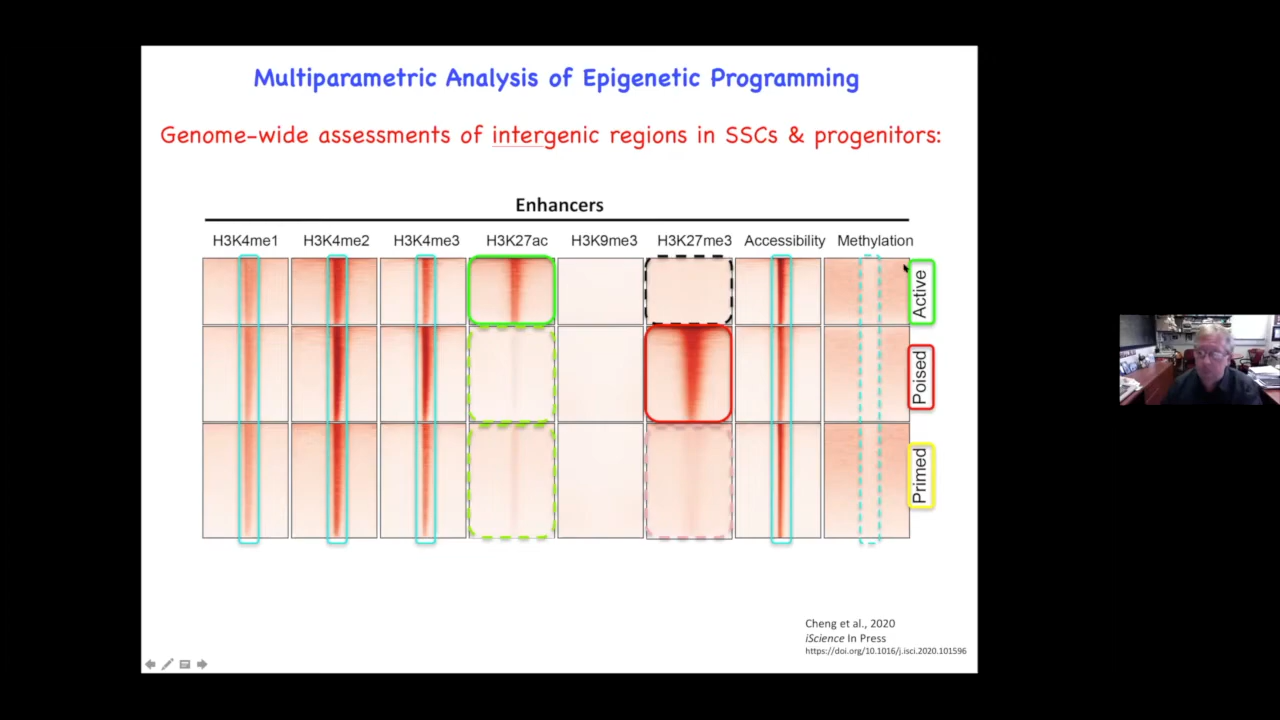 Multiparametric Analysis of Epigenetic Programming
Genome-wide assessments of intergenic regions in SSCs & progenitors:
Enhancers
H3K4me1 H3K4me2 H3K4me3 H3K27ac H3K9me3 H3K27me3 Accessibility Methylation
Active
Poised
Primed
Cheng et al., 2020
iScience In Press
https://doi.org/10.1016/j.isci.2020.101596